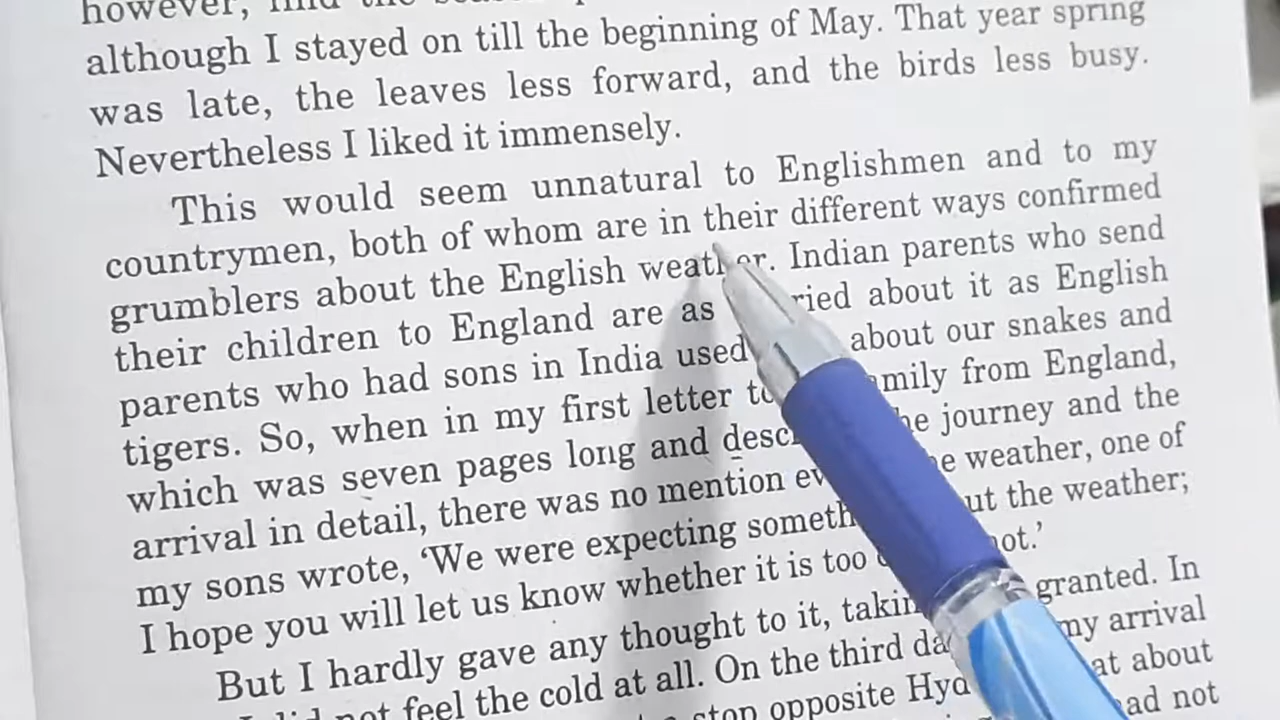 however,
although I stayed on till the beginning of May. That year spring
was late, the leaves less forward, and the birds less busy.
Nevertheless I liked it immensely.
This would seem unnatural to Englishmen and to my
countrymen, both of whom are in their different ways confirmed
grumblers about the English weather. Indian parents who send
their children to England are as about it as English
parents who had sons in India used about our snakes and
tigers. So, when in my first letter family from England,
which was seven pages long and journey and the
arrival in detail, there was no mention weather, one of
my sons wrote, ‘We were expecting the weather;
I hope you will let us know whether it is too not.’
But I hardly gave any thought to it, granted. In
I did not feel the cold at all. On the third my arrival
stop opposite at about
had not